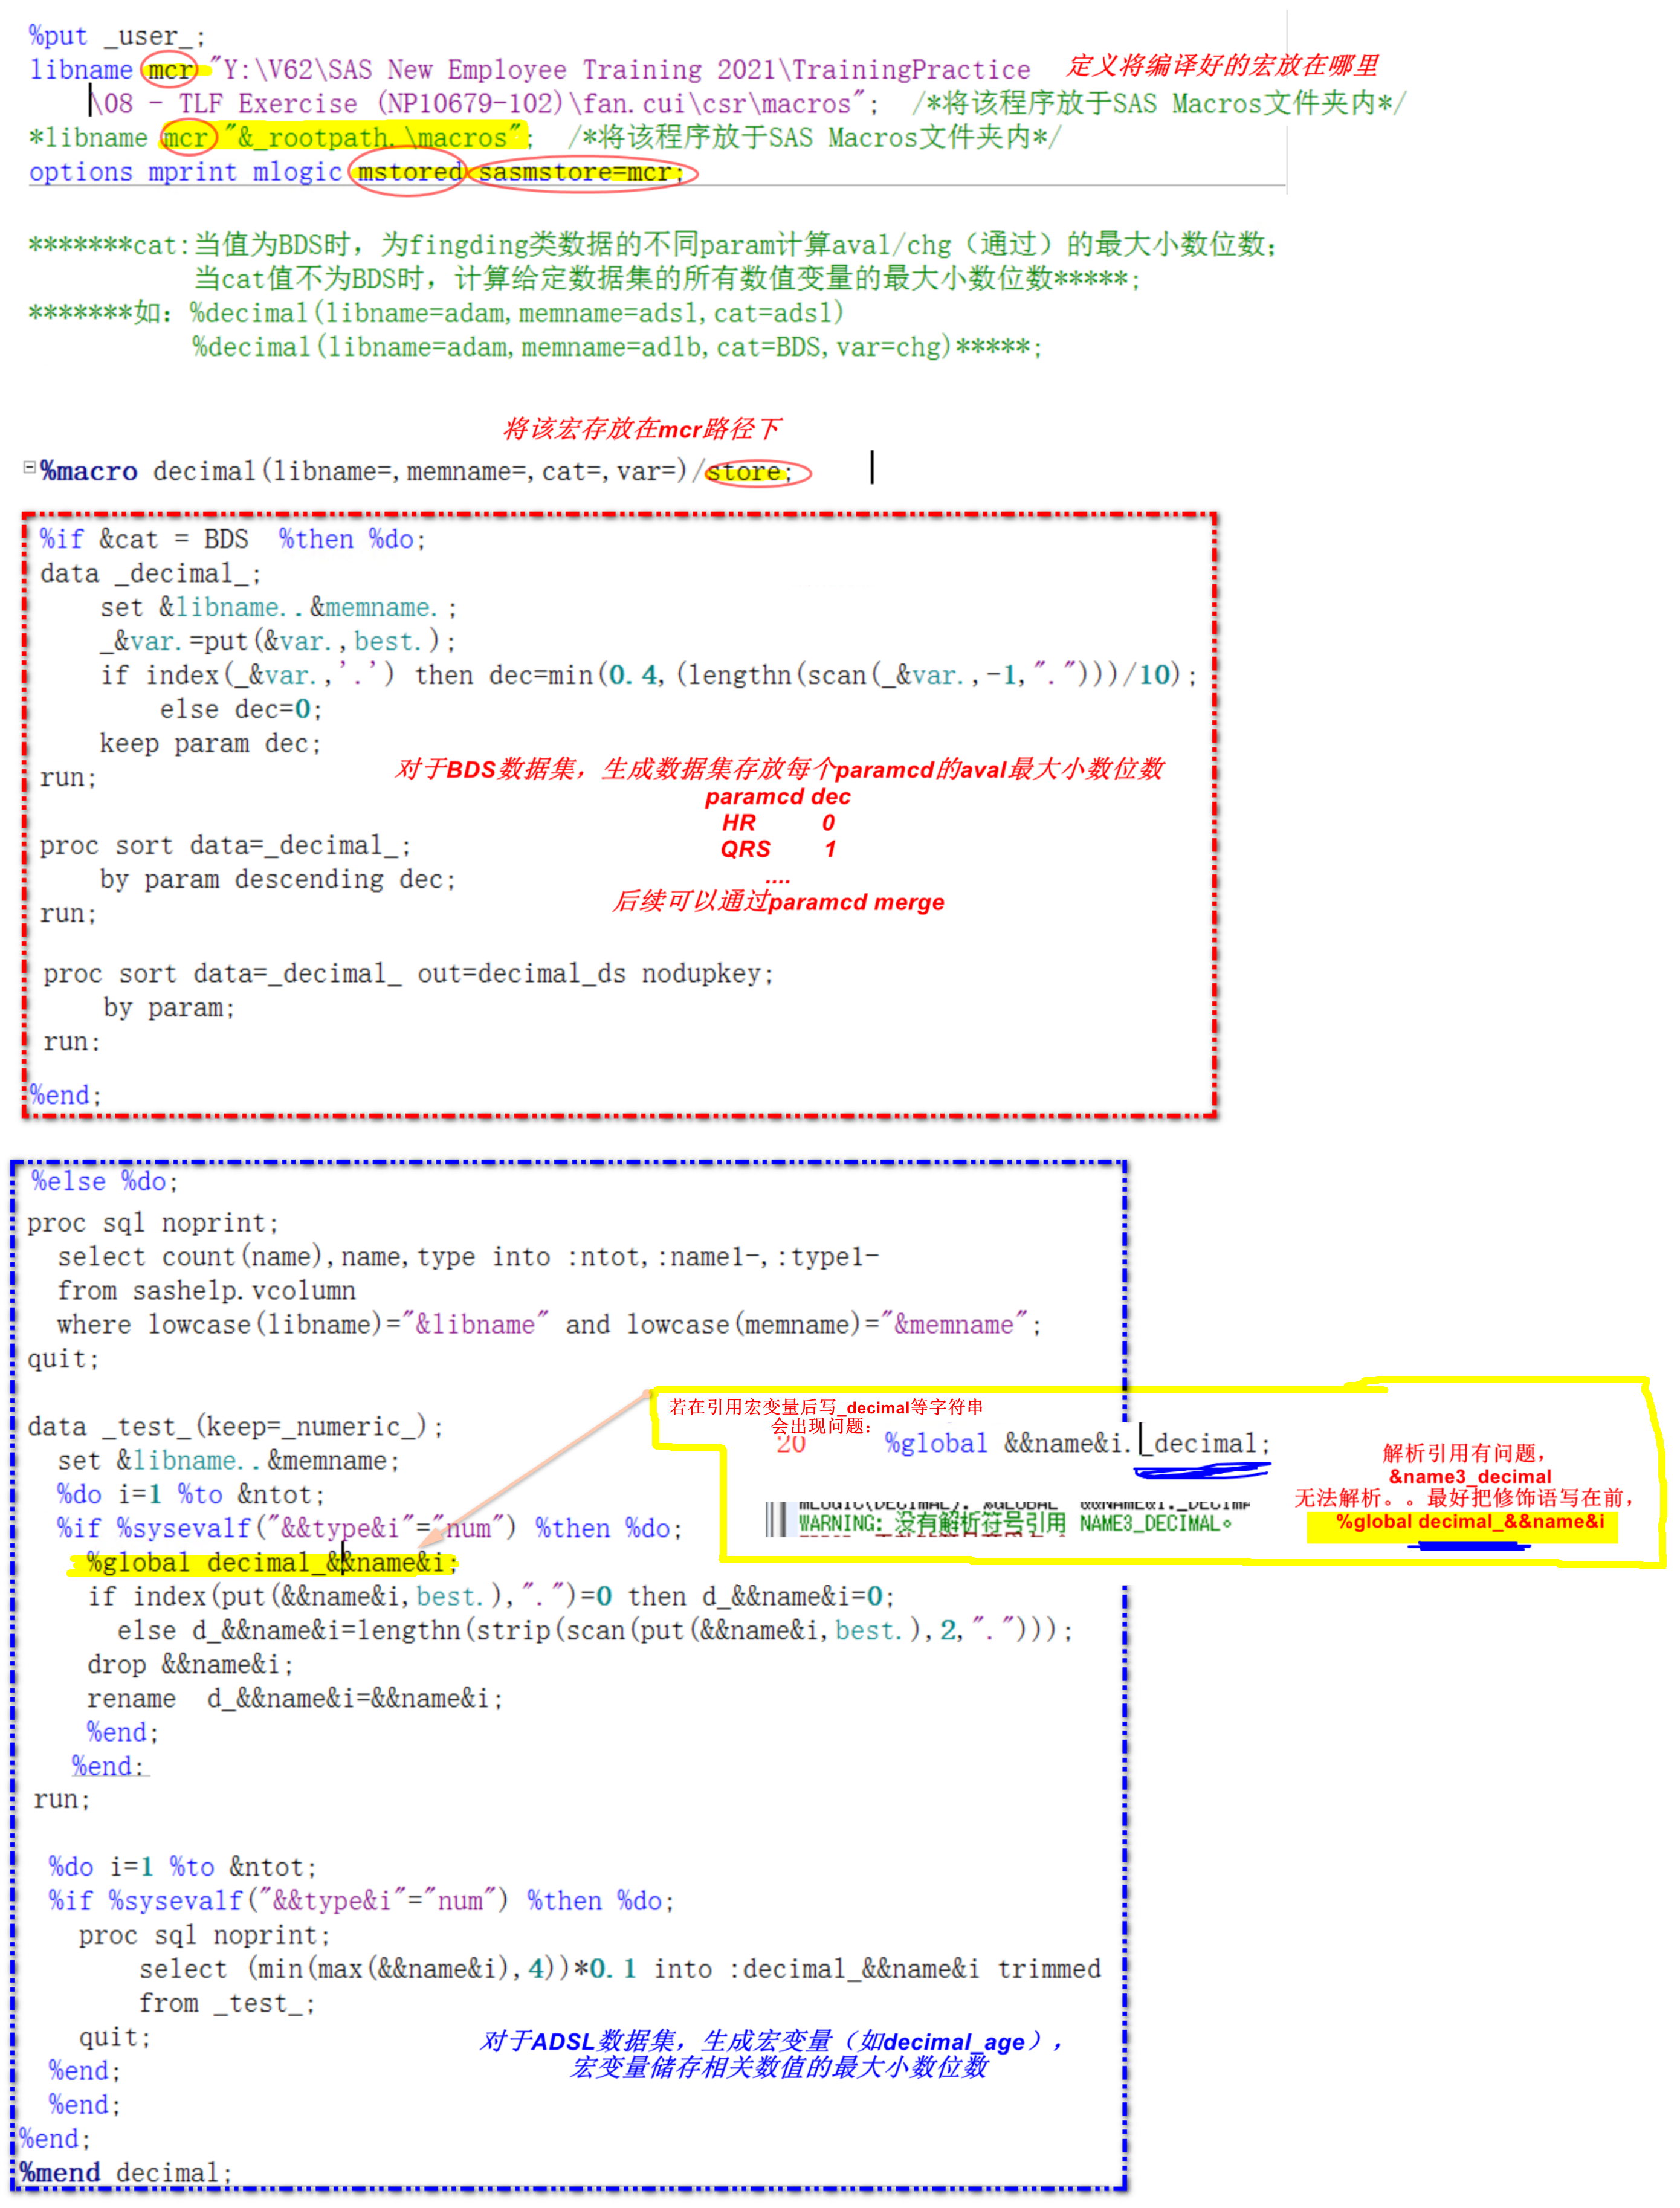 %put _user_;
libname mcr "Y:\V62\SAS New Employee Training 2021\TrainingPractice
定义将编译好的宏放在哪里
\08 - TLF Exercise (NP10679-102)\fan.cui\csr\macros"; /*将该程序放于SAS Macros文件夹内*/
*libname mcr "&_rootpath.\macros"; /*将该程序放于SAS Macros文件夹内*/
options mprint mlogic mstored sasmstore=mcr;
*******cat:当值为BDS时，为fingding类数据的不同param计算aval/chg（通过）的最大小数位数;
当cat值不为BDS时，计算给定数据集的所有数值变量的最大小数位数*****;
*******如：%decimal(libname=adam,memname=adsl,cat=adsl)
%decimal(libname=adam,memname=adlb,cat=BDS,var=chg)*****;
将该宏存放在mcr路径下
%macro decimal(libname=,memname=,cat=,var=)/store;
%if &cat = BDS %then %do;
data _decimal_;
set &libname..&memname.;
_&var.=put(&var.,best.);
if index(_&var.,'.') then dec=min(0.4,(lengthn(scan(_&var.,-1,".")))/10);
else dec=0;
keep param dec;
run;
对于BDS数据集，生成数据集存放每个paramcd的aval最大小数位数
paramcd dec
HR 0
QRS 1
....
后续可以通过paramcd merge
proc sort data=_decimal_;
by param descending dec;
run;
proc sort data=_decimal_ out=decimal_ds nodupkey;
by param;
run:
%end;
%else %do;
proc sql noprint;
select count(name),name,type into :ntot,:name1-,:type1-
from sashelp.vcolumn
where lowcase(libname)="&libname" and lowcase(memname)="&memname";
quit;
data _test_(keep=_numeric_);
set &libname..&memname;
%do i=1 %to &ntot;
%if %sysevalf("&&type&i"="num") %then %do;
%global decimal_&&name&i;
if index(put(&&name&i,best.),".")=0 then d_&&name&i=0;
else d_&&name&i=lengthn(strip(scan(put(&&name&i,best.),2,".")));
drop &&name&i;
rename d_&&name&i=&&name&i;
%end;
%end;
run;
若在引用宏变量后写_decimal等字符串
会出现问题：
20 %global &&name&i._decimal;
MLOGIC(DECIMAL): %GLOBAL &&NAME&I._DECIMA
WARNING: 没有解析符号引用 NAME3_DECIMAL。
解析引用有问题，
&name3_decimal
无法解析。。最好把修饰语写在前，
%global decimal_&&name&i
%do i=1 %to &ntot;
%if %sysevalf("&&type&i"="num") %then %do;
proc sql noprint;
select (min(max(&&name&i),4))*0.1 into :decimal_&&name&i trimmed
from _test_;
quit;
对于ADSL数据集，生成宏变量（如decimal_age），
宏变量储存相关数值的最大小数位数
%end;
%end;
%end;
%mend decimal;